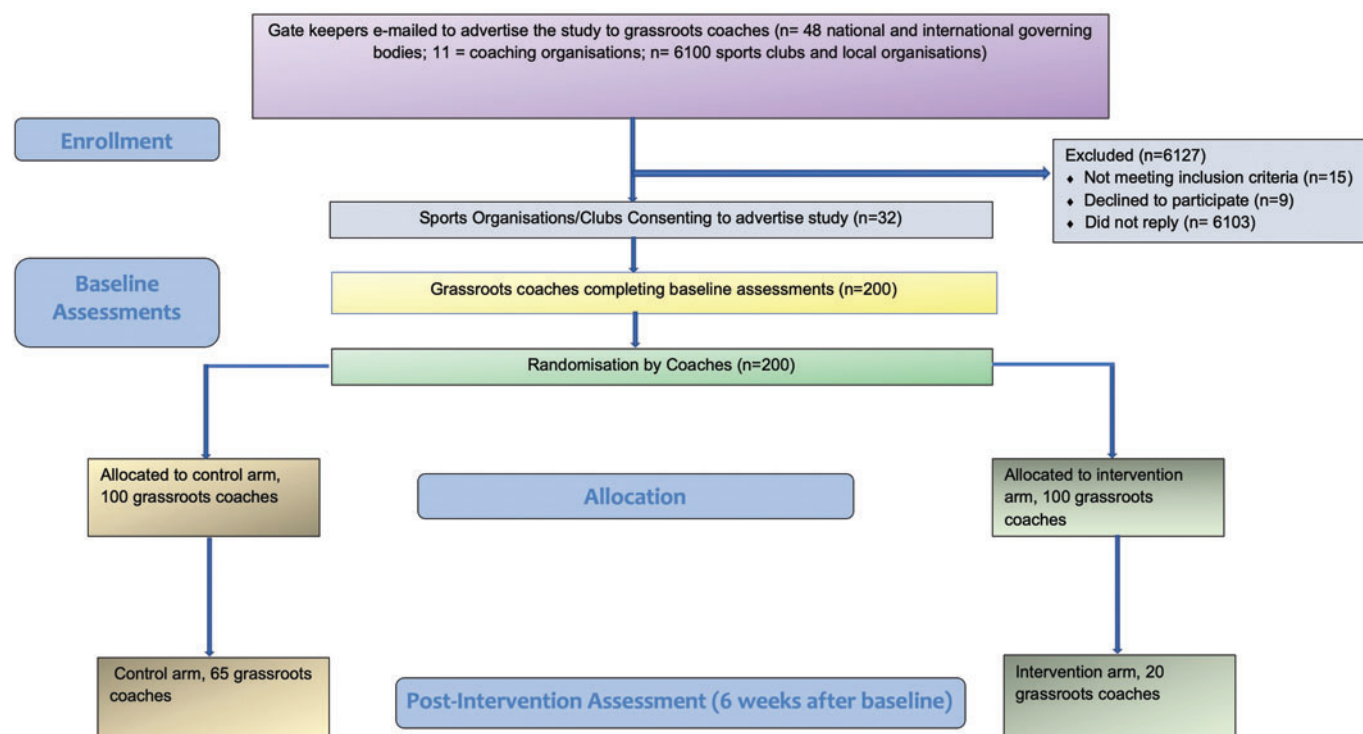 Gate keepers e-mailed to advertise the study to grassroots coaches (n= 48 national and international governing
bodies; 11 = coaching organisations; n= 6100 sports clubs and local organisations)
Enrollment
Excluded (n=6127)
♦ Not meeting inclusion criteria (n=15)
♦ Declined to participate (n=9)
♦ Did not reply (n= 6103)
Sports Organisations/Clubs Consenting to advertise study (n=32)
Baseline
Assessments
Grassroots coaches completing baseline assessments (n=200)
Randomisation by Coaches (n=200)
Allocated to control arm,
100 grassroots coaches
Allocation
Allocated to intervention
arm, 100 grassroots
coaches
Control arm, 65 grassroots
coaches
Post-Intervention Assessment (6 weeks after baseline)
Intervention arm, 20
grassroots coaches